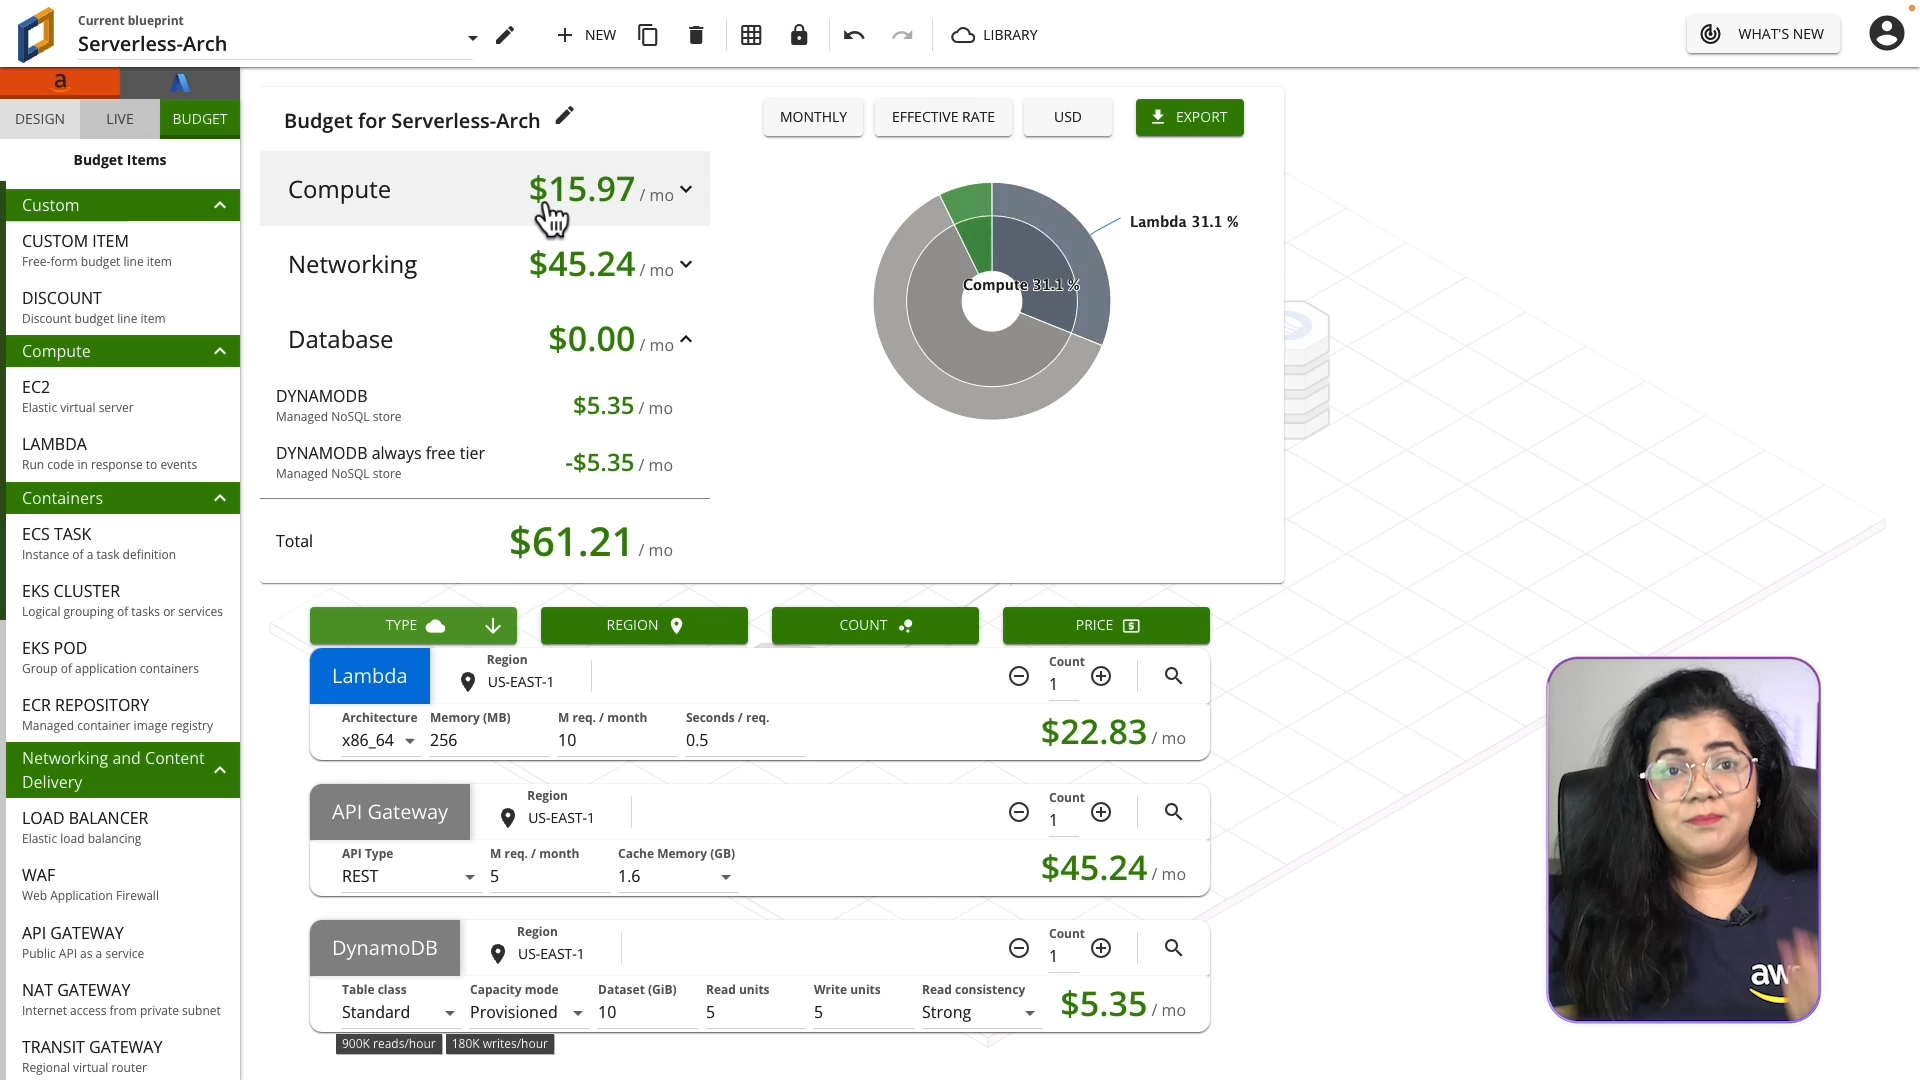 Current blueprint
Serverless-Arch
NEW
LIBRARY
WHAT'S NEW
a
DESIGN
LIVE
BUDGET
Budget Items
Custom
CUSTOM ITEM
Free-form budget line item
DISCOUNT
Discount budget line item
Compute
EC2
Elastic virtual server
LAMBDA
Run code in response to events
Containers
ECS TASK
Instance of a task definition
EKS CLUSTER
Logical grouping of tasks or services
EKS POD
Group of application containers
ECR REPOSITORY
Managed container image registry
Networking and Content
Delivery
LOAD BALANCER
Elastic load balancing
WAF
Web Application Firewall
API GATEWAY
Public API as a service
NAT GATEWAY
Internet access from private subnet
TRANSIT GATEWAY
Regional virtual router
Budget for Serverless-Arch
MONTHLY
EFFECTIVE RATE
USD
EXPORT
Compute $15.97 / mo
Networking $45.24 / mo
Database $0.00 / mo
DYNAMODB
Managed NoSQL store
$5.35 / mo
DYNAMODB always free tier
Managed NoSQL store
-$5.35 / mo
Total $61.21 / mo
Lambda 31.1 %
Compute 31.1 %
TYPE
REGION
COUNT
PRICE
Lambda
Region
US-EAST-1
Count
1
Architecture Memory (MB) M req. / month Seconds / req.
x86_64 256 10 0.5
$22.83 / mo
API Gateway
Region
US-EAST-1
Count
1
API Type M req. / month Cache Memory (GB)
REST 5 1.6
$45.24 / mo
DynamoDB
Region
US-EAST-1
Count
1
Table class Capacity mode Dataset (GiB) Read units Write units Read consistency
Standard Provisioned 10 5 5 Strong
$5.35 / mo
900K reads/hour 180K writes/hour
aw